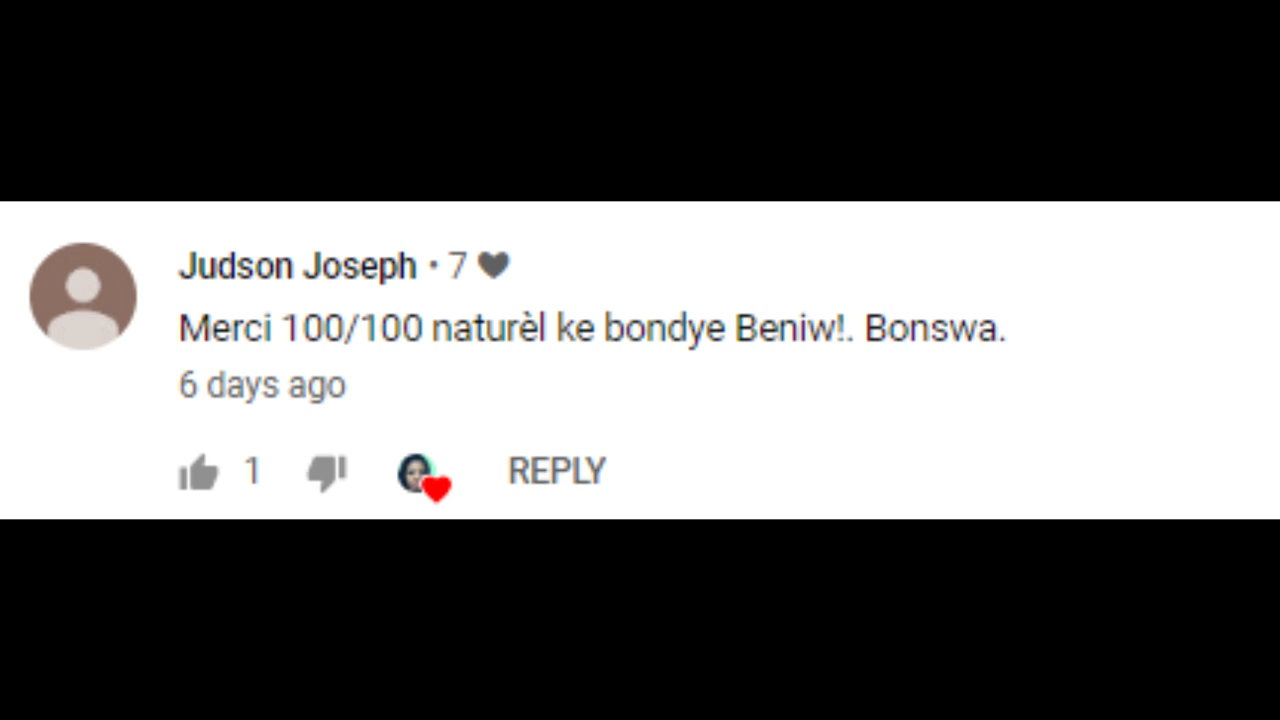 Judson Joseph • 7 🖤
Merci 100/100 naturèl ke bondye Beniw!. Bonswa.
6 days ago
1 REPLY